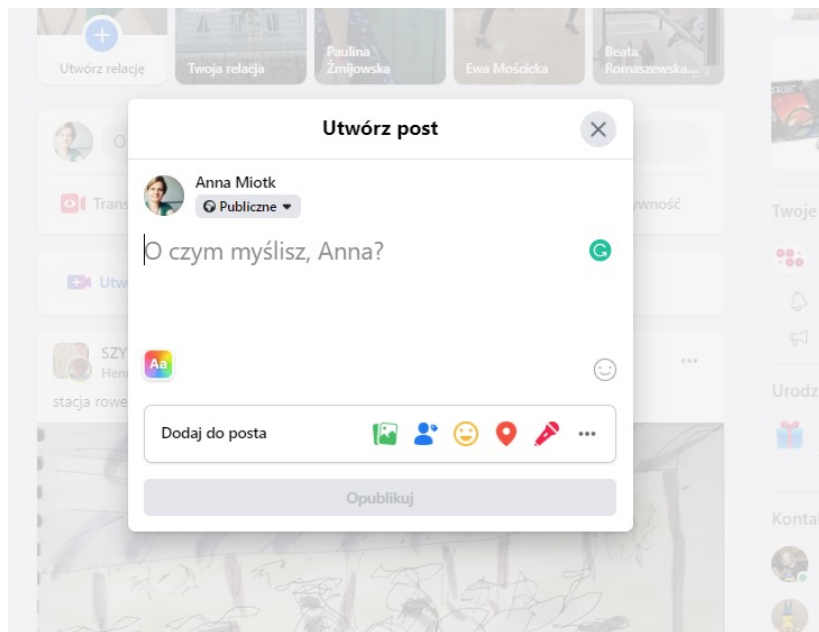 Utwórz relację
Twoja relacja
Paulina
Żmijowska
Ewa Mościcka
Beata
Romaszewska...
Utwórz post
O
Anna Miotk
Publiczne
Trans
ywność
Twoje
O czym myślisz, Anna?
G
Utw
SZY
Hen
Aa
stacja rowe
Urodz
Dodaj do posta
Opublikuj
Konta